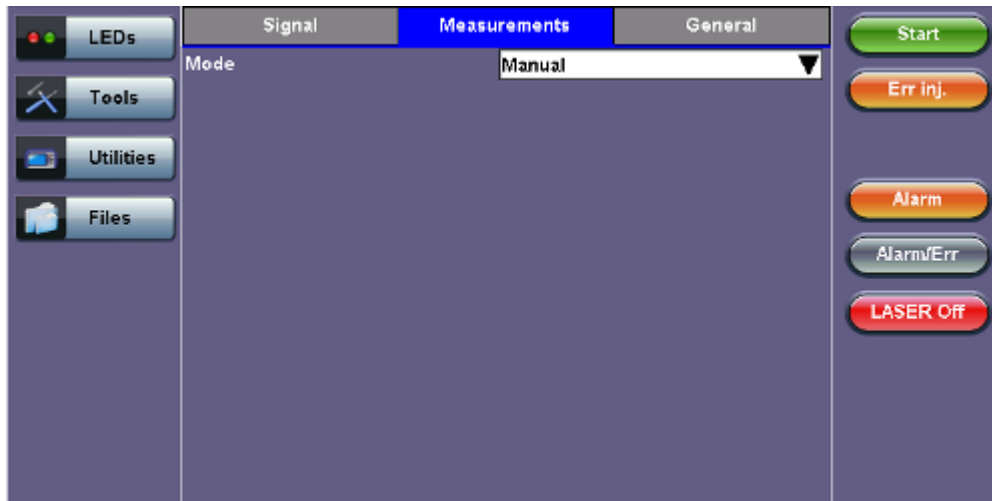 LEDs
Tools
Utilities
Files
Signal
Measurements
General
Mode
Manual
Start
Err inj.
Alarm
Alarm/Err
LASER Off